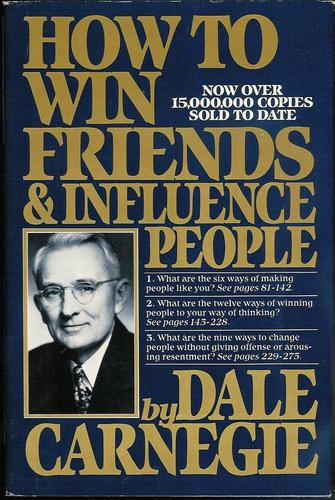 HOW TO
WIN
NOW OVER
15,000,000 COPIES
SOLD TO DATE
FRIENDS
& INFLUENCE
PEOPLE
1. What are the six ways of making
people like you? See pages 81-142.
2. What are the twelve ways of winning
people to your way of thinking?
See pages 143-228.
3. What are the nine ways to change
people without giving offense or arous-
ing resentment? See pages 229-275.
by DALE
CARNEGIE